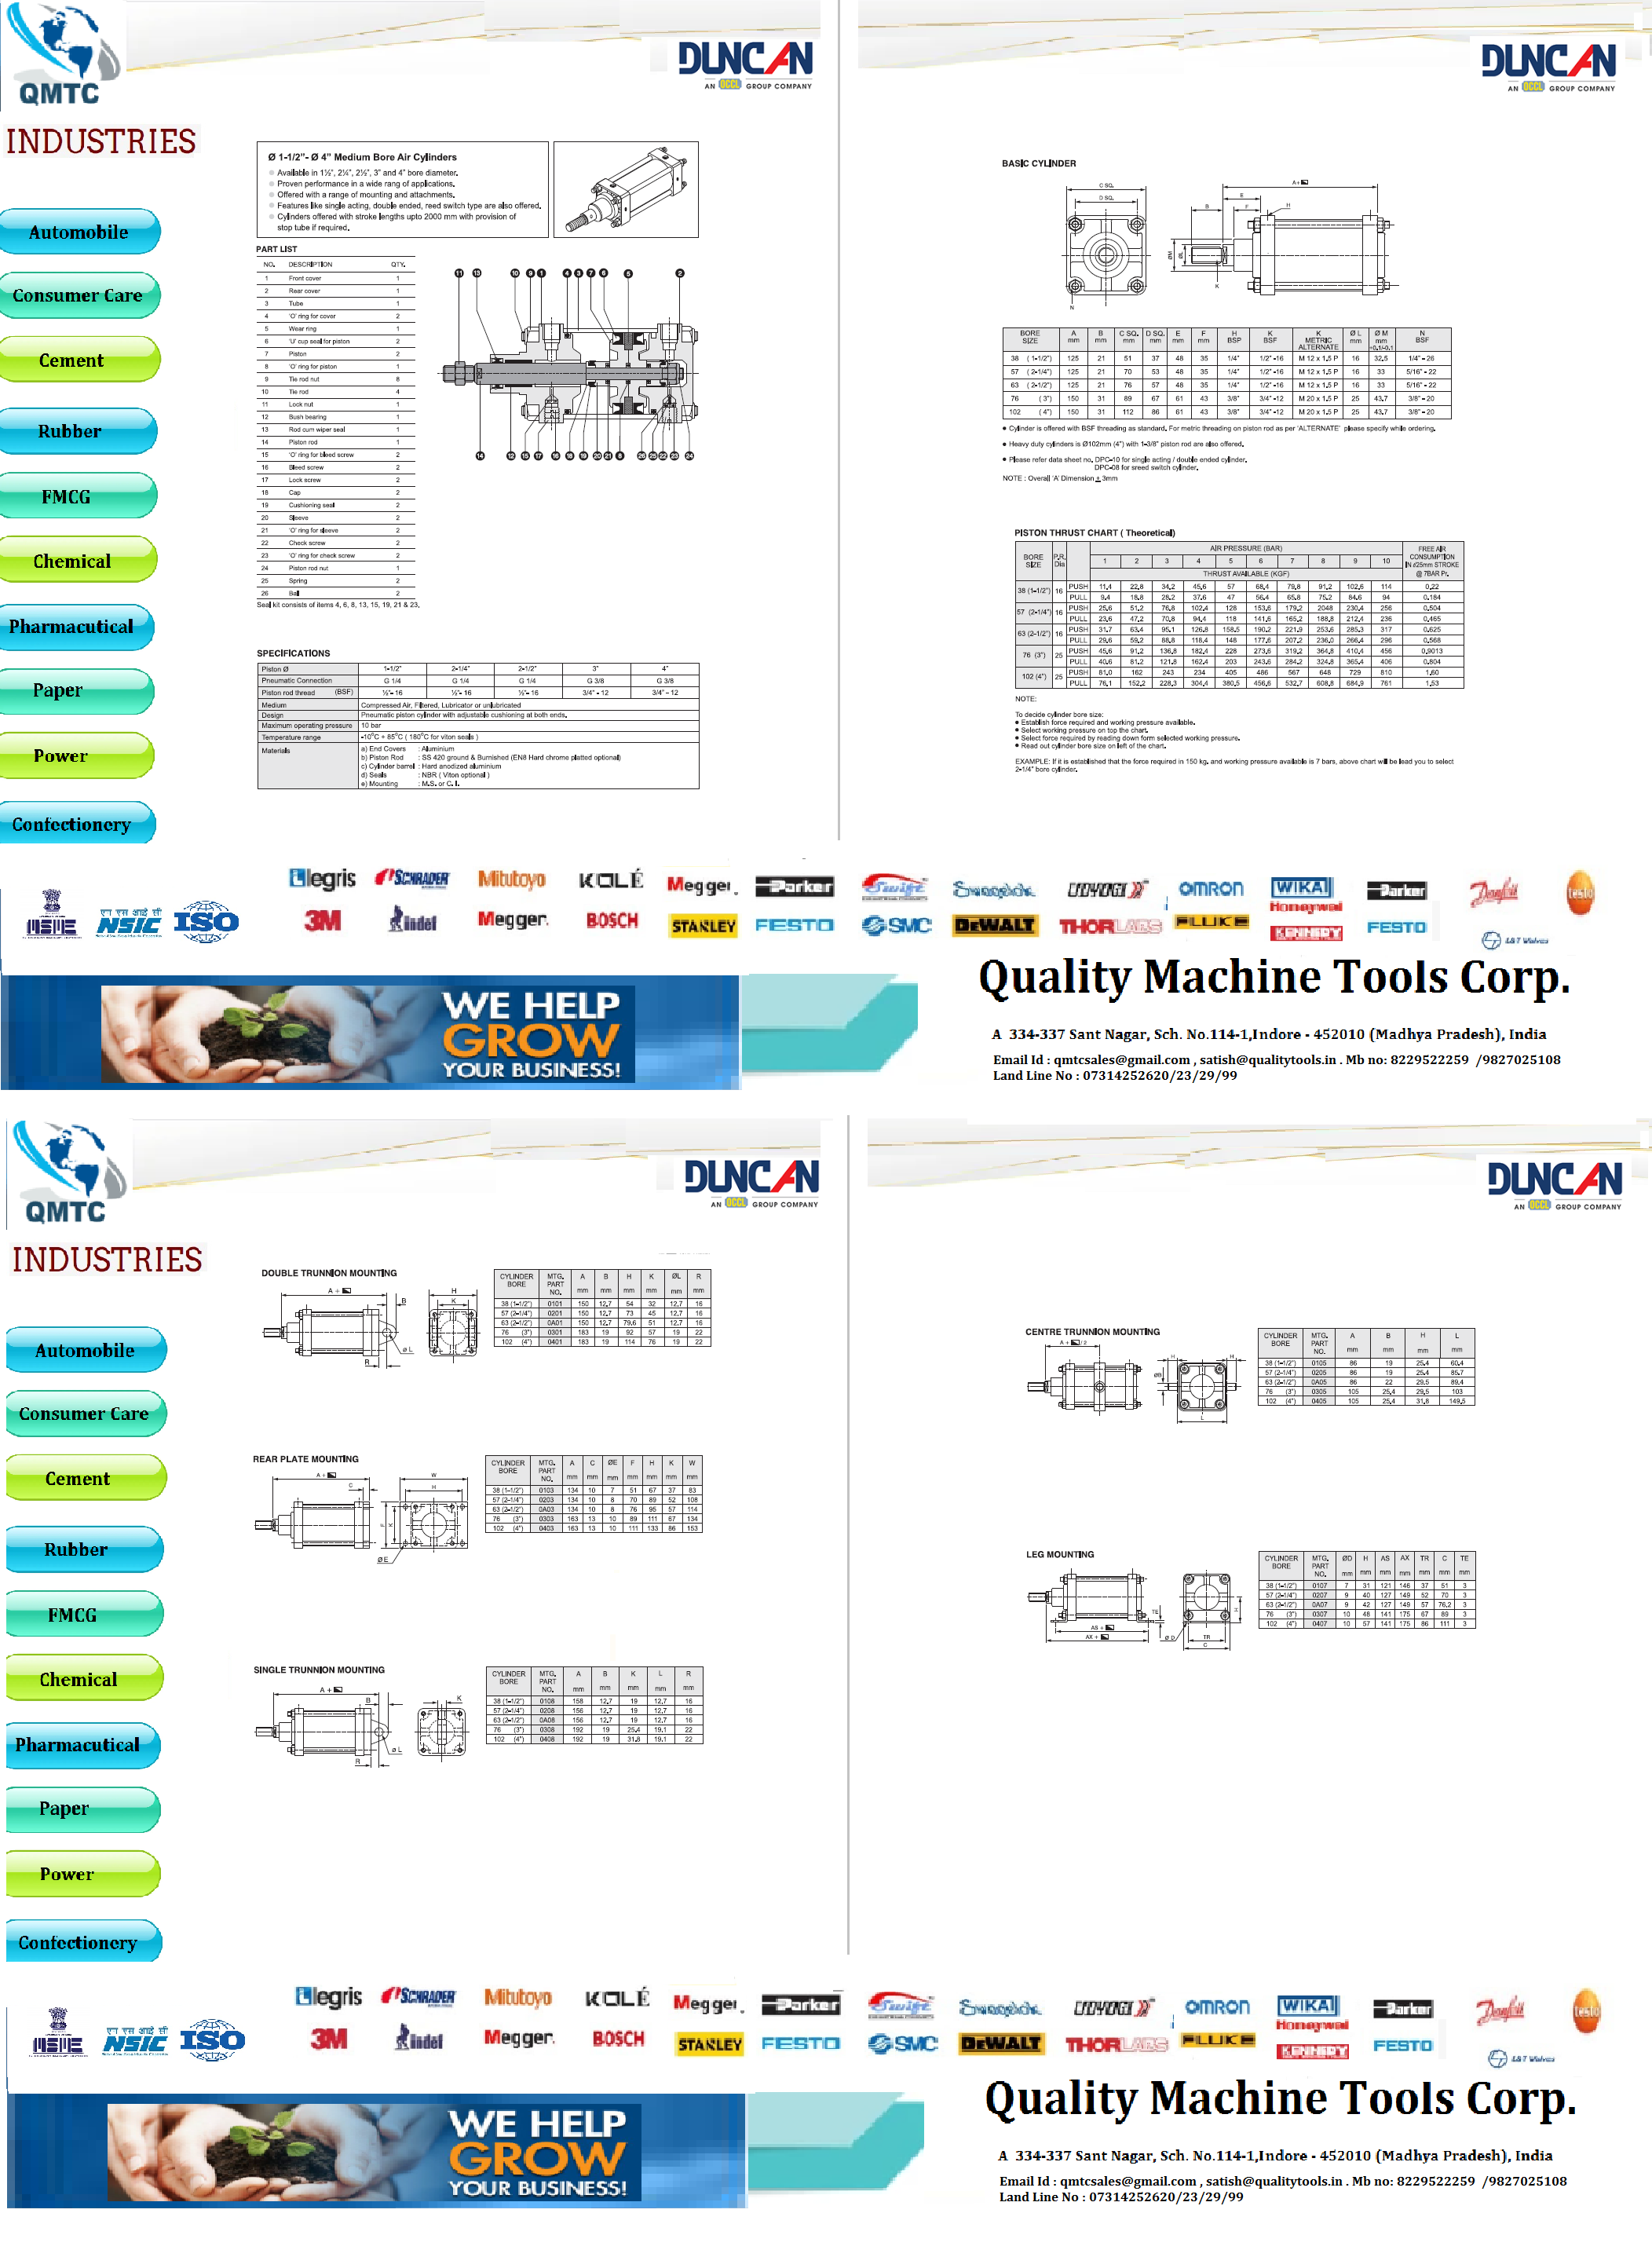 QMTC
DUNCAN
AN OCCL GROUP COMPANY
DUNCAN
AN OCCL GROUP COMPANY
INDUSTRIES
Automobile
Consumer Care
Cement
Rubber
FMCG
Chemical
Pharmacutical
Paper
Power
Confectionery
Ø 1-1/2"- Ø 4" Medium Bore Air Cylinders
Available in 1½", 2¼", 2½", 3" and 4" bore diameter.
Proven performance in a wide rang of applications.
Offered with a range of mounting and attachments.
Features like single acting, double ended, reed switch type are also offered.
Cylinders offered with stroke lengths upto 2000 mm with provision of
stop tube if required.
PART LIST
NO. DESCRIPTION QTY.
1 Front cover 1
2 Rear cover 1
3 Tube 1
4 'O' ring for cover 2
5 Wear ring 1
6 'U' cup seal for piston 2
7 Piston 2
8 'O' ring for piston 1
9 Tie rod nut 8
10 Tie rod 4
11 Lock nut 1
12 Bush bearing 1
13 Rod cum wiper seal 1
14 Piston rod 1
15 'O' ring for bleed screw 2
16 Bleed screw 2
17 Lock screw 2
18 Cap 2
19 Cushioning seal 2
20 Sleeve 2
21 'O' ring for sleeve 2
22 Check screw 2
23 'O' ring for check screw 2
24 Piston rod nut 1
25 Spring 2
26 Ball 2
Seal kit consists of items 4, 6, 8, 13, 15, 19, 21 & 23.
SPECIFICATIONS
Piston Ø 1-1/2" 2-1/4" 2-1/2" 3" 4"
Pneumatic Connection G 1/4 G 1/4 G 1/4 G 3/8 G 3/8
Piston rod thread (BSF) ½"- 16 ½"- 16 ½"- 16 3/4" - 12 3/4" - 12
Medium Compressed Air, Filtered, Lubricator or unlubricated
Design Pneumatic piston cylinder with adjustable cushioning at both ends.
Maximum operating pressure 10 bar
Temperature range -10°C + 85°C ( 180°C for viton seals )
Materials a) End Covers : Aluminium
b) Piston Rod : SS 420 ground & Burnished (EN8 Hard chrome platted optional)
c) Cylinder barrel : Hard anodized aluminium
d) Seals : NBR ( Viton optional )
e) Mounting : M.S. or C. I.
BASIC CYLINDER
BORE SIZE A mm B mm C SQ. mm D SQ. mm E mm F mm H BSP K BSF K METRIC ALTERNATE Ø L mm Ø M mm +0.1/-0.1 N BSF
38 ( 1-1/2") 125 21 51 37 48 35 1/4" 1/2"-16 M 12 x 1.5 P 16 32.5 1/4" - 26
57 ( 2-1/4") 125 21 70 53 48 35 1/4" 1/2"-16 M 12 x 1.5 P 16 33 5/16" - 22
63 ( 2-1/2") 125 21 76 57 48 35 1/4" 1/2"-16 M 12 x 1.5 P 16 33 5/16" - 22
76 (3") 150 31 89 67 61 43 3/8" 3/4"-12 M 20 x 1.5 P 25 43.7 3/8" - 20
102 (4") 150 31 112 86 61 43 3/8" 3/4"-12 M 20 x 1.5 P 25 43.7 3/8" - 20
Cylinder is offered with BSF threading as standard. For metric threading on piston rod as per 'ALTERNATE' please specify while ordering.
Heavy duty cylinders is Ø102mm (4") with 1-3/8" piston rod are also offered.
Please refer data sheet no. DPC-10 for single acting / double ended cylinder.
DPC-08 for sreed switch cylinder.
NOTE : Overall 'A' Dimension ± 3mm
PISTON THRUST CHART ( Theoretical)
BORE SIZE P.R. Dia AIR PRESSURE (BAR) FREE AIR CONSUMPTION IN ℓ/25mm STROKE @ 7BAR Pr.
1 2 3 4 5 6 7 8 9 10
THRUST AVAILABLE (KGF)
38 (1-1/2") 16 PUSH 11.4 22.8 34.2 45.6 57 68.4 79.8 91.2 102.6 114 0.22
PULL 9.4 18.8 28.2 37.6 47 56.4 65.8 75.2 84.6 94 0.184
57 (2-1/4") 16 PUSH 25.6 51.2 76.8 102.4 128 153.6 179.2 2048 230.4 256 0.504
PULL 23.6 47.2 70.8 94.4 118 141.6 165.2 188.8 212.4 236 0.465
63 (2-1/2") 16 PUSH 31.7 63.4 95.1 126.8 158.5 190.2 221.9 253.6 285.3 317 0.625
PULL 29.6 59.2 88.8 118.4 148 177.6 207.2 236.0 266.4 296 0.568
76 (3") 25 PUSH 45.6 91.2 136.8 182.4 228 273.6 319.2 364.8 410.4 456 0.9013
PULL 40.6 81.2 121.8 162.4 203 243.6 284.2 324.8 365.4 406 0.804
102 (4") 25 PUSH 81.0 162 243 234 405 486 567 648 729 810 1.60
PULL 76.1 152.2 228.3 304.4 380.5 456.6 532.7 608.8 684.9 761 1.53
NOTE:
To decide cylinder bore size:
Establish force required and working pressure available.
Select working pressure on top the chart.
Select force required by reading down form selected working pressure.
Read out cylinder bore size on left of the chart.
EXAMPLE: If it is established that the force required in 150 kg. and working pressure available is 7 bars, above chart will be lead you to select
2-1/4" bore cylinder.
legris SCHRADER Mitutoyo KOLÉ Megger Parker Swift Swagelok OMRON WIKA Parker Danfoss testo
NSIC ISO 3M indef Megger. BOSCH STANLEY FESTO SMC DEWALT THORLABS FLUKE Honeywell KENNEDY FESTO L&T Valves
WE HELP
GROW
YOUR BUSINESS!
Quality Machine Tools Corp.
A 334-337 Sant Nagar, Sch. No.114-1,Indore - 452010 (Madhya Pradesh), India
Email Id : qmtcsales@gmail.com , satish@qualitytools.in . Mb no: 8229522259 /9827025108
Land Line No : 07314252620/23/29/99
QMTC
DUNCAN
AN OCCL GROUP COMPANY
DUNCAN
AN OCCL GROUP COMPANY
INDUSTRIES
Automobile
Consumer Care
Cement
Rubber
FMCG
Chemical
Pharmacutical
Paper
Power
Confectionery
DOUBLE TRUNNION MOUNTING
CYLINDER BORE MTG. PART NO. A mm B mm H mm K mm ØL mm R mm
38 (1-1/2") 0101 150 12.7 54 32 12.7 16
57 (2-1/4") 0201 150 12.7 73 45 12.7 16
63 (2-1/2") 0A01 150 12.7 79.6 51 12.7 16
76 (3") 0301 183 19 92 57 19 22
102 (4") 0401 183 19 114 76 19 22
REAR PLATE MOUNTING
CYLINDER BORE MTG. PART NO. A mm C mm ØE mm F mm H mm K mm W mm
38 (1-1/2") 0103 134 10 7 51 67 37 83
57 (2-1/4") 0203 134 10 8 70 89 52 108
63 (2-1/2") 0A03 134 10 8 76 95 57 114
76 (3") 0303 163 13 10 89 111 67 134
102 (4") 0403 163 13 10 111 133 86 153
SINGLE TRUNNION MOUNTING
CYLINDER BORE MTG. PART NO. A mm B mm K mm L mm R mm
38 (1-1/2") 0108 158 12.7 19 12.7 16
57 (2-1/4") 0208 156 12.7 19 12.7 16
63 (2-1/2") 0A08 156 12.7 19 12.7 16
76 (3") 0308 192 19 25.4 19.1 22
102 (4") 0408 192 19 31.8 19.1 22
CENTRE TRUNNION MOUNTING
CYLINDER BORE MTG. PART NO. A mm B mm H mm L mm
38 (1-1/2") 0105 86 19 25.4 60.4
57 (2-1/4") 0205 86 19 25.4 85.7
63 (2-1/2") 0A05 86 22 29.5 89.4
76 (3") 0305 105 25.4 29.5 103
102 (4") 0405 105 25.4 31.8 149.5
LEG MOUNTING
CYLINDER BORE MTG. PART NO. ØD mm H mm AS mm AX mm TR mm C mm TE mm
38 (1-1/2") 0107 7 31 121 146 37 51 3
57 (2-1/4") 0207 9 40 127 149 52 70 3
63 (2-1/2") 0A07 9 42 127 149 57 76.2 3
76 (3") 0307 10 48 141 175 67 89 3
102 (4") 0407 10 57 141 175 86 111 3
legris SCHRADER Mitutoyo KOLÉ Megger Parker Swift Swagelok OMRON WIKA Parker Danfoss testo
NSIC ISO 3M indef Megger. BOSCH STANLEY FESTO SMC DEWALT THORLABS FLUKE Honeywell KENNEDY FESTO L&T Valves
WE HELP
GROW
YOUR BUSINESS!
Quality Machine Tools Corp.
A 334-337 Sant Nagar, Sch. No.114-1,Indore - 452010 (Madhya Pradesh), India
Email Id : qmtcsales@gmail.com , satish@qualitytools.in . Mb no: 8229522259 /9827025108
Land Line No : 07314252620/23/29/99